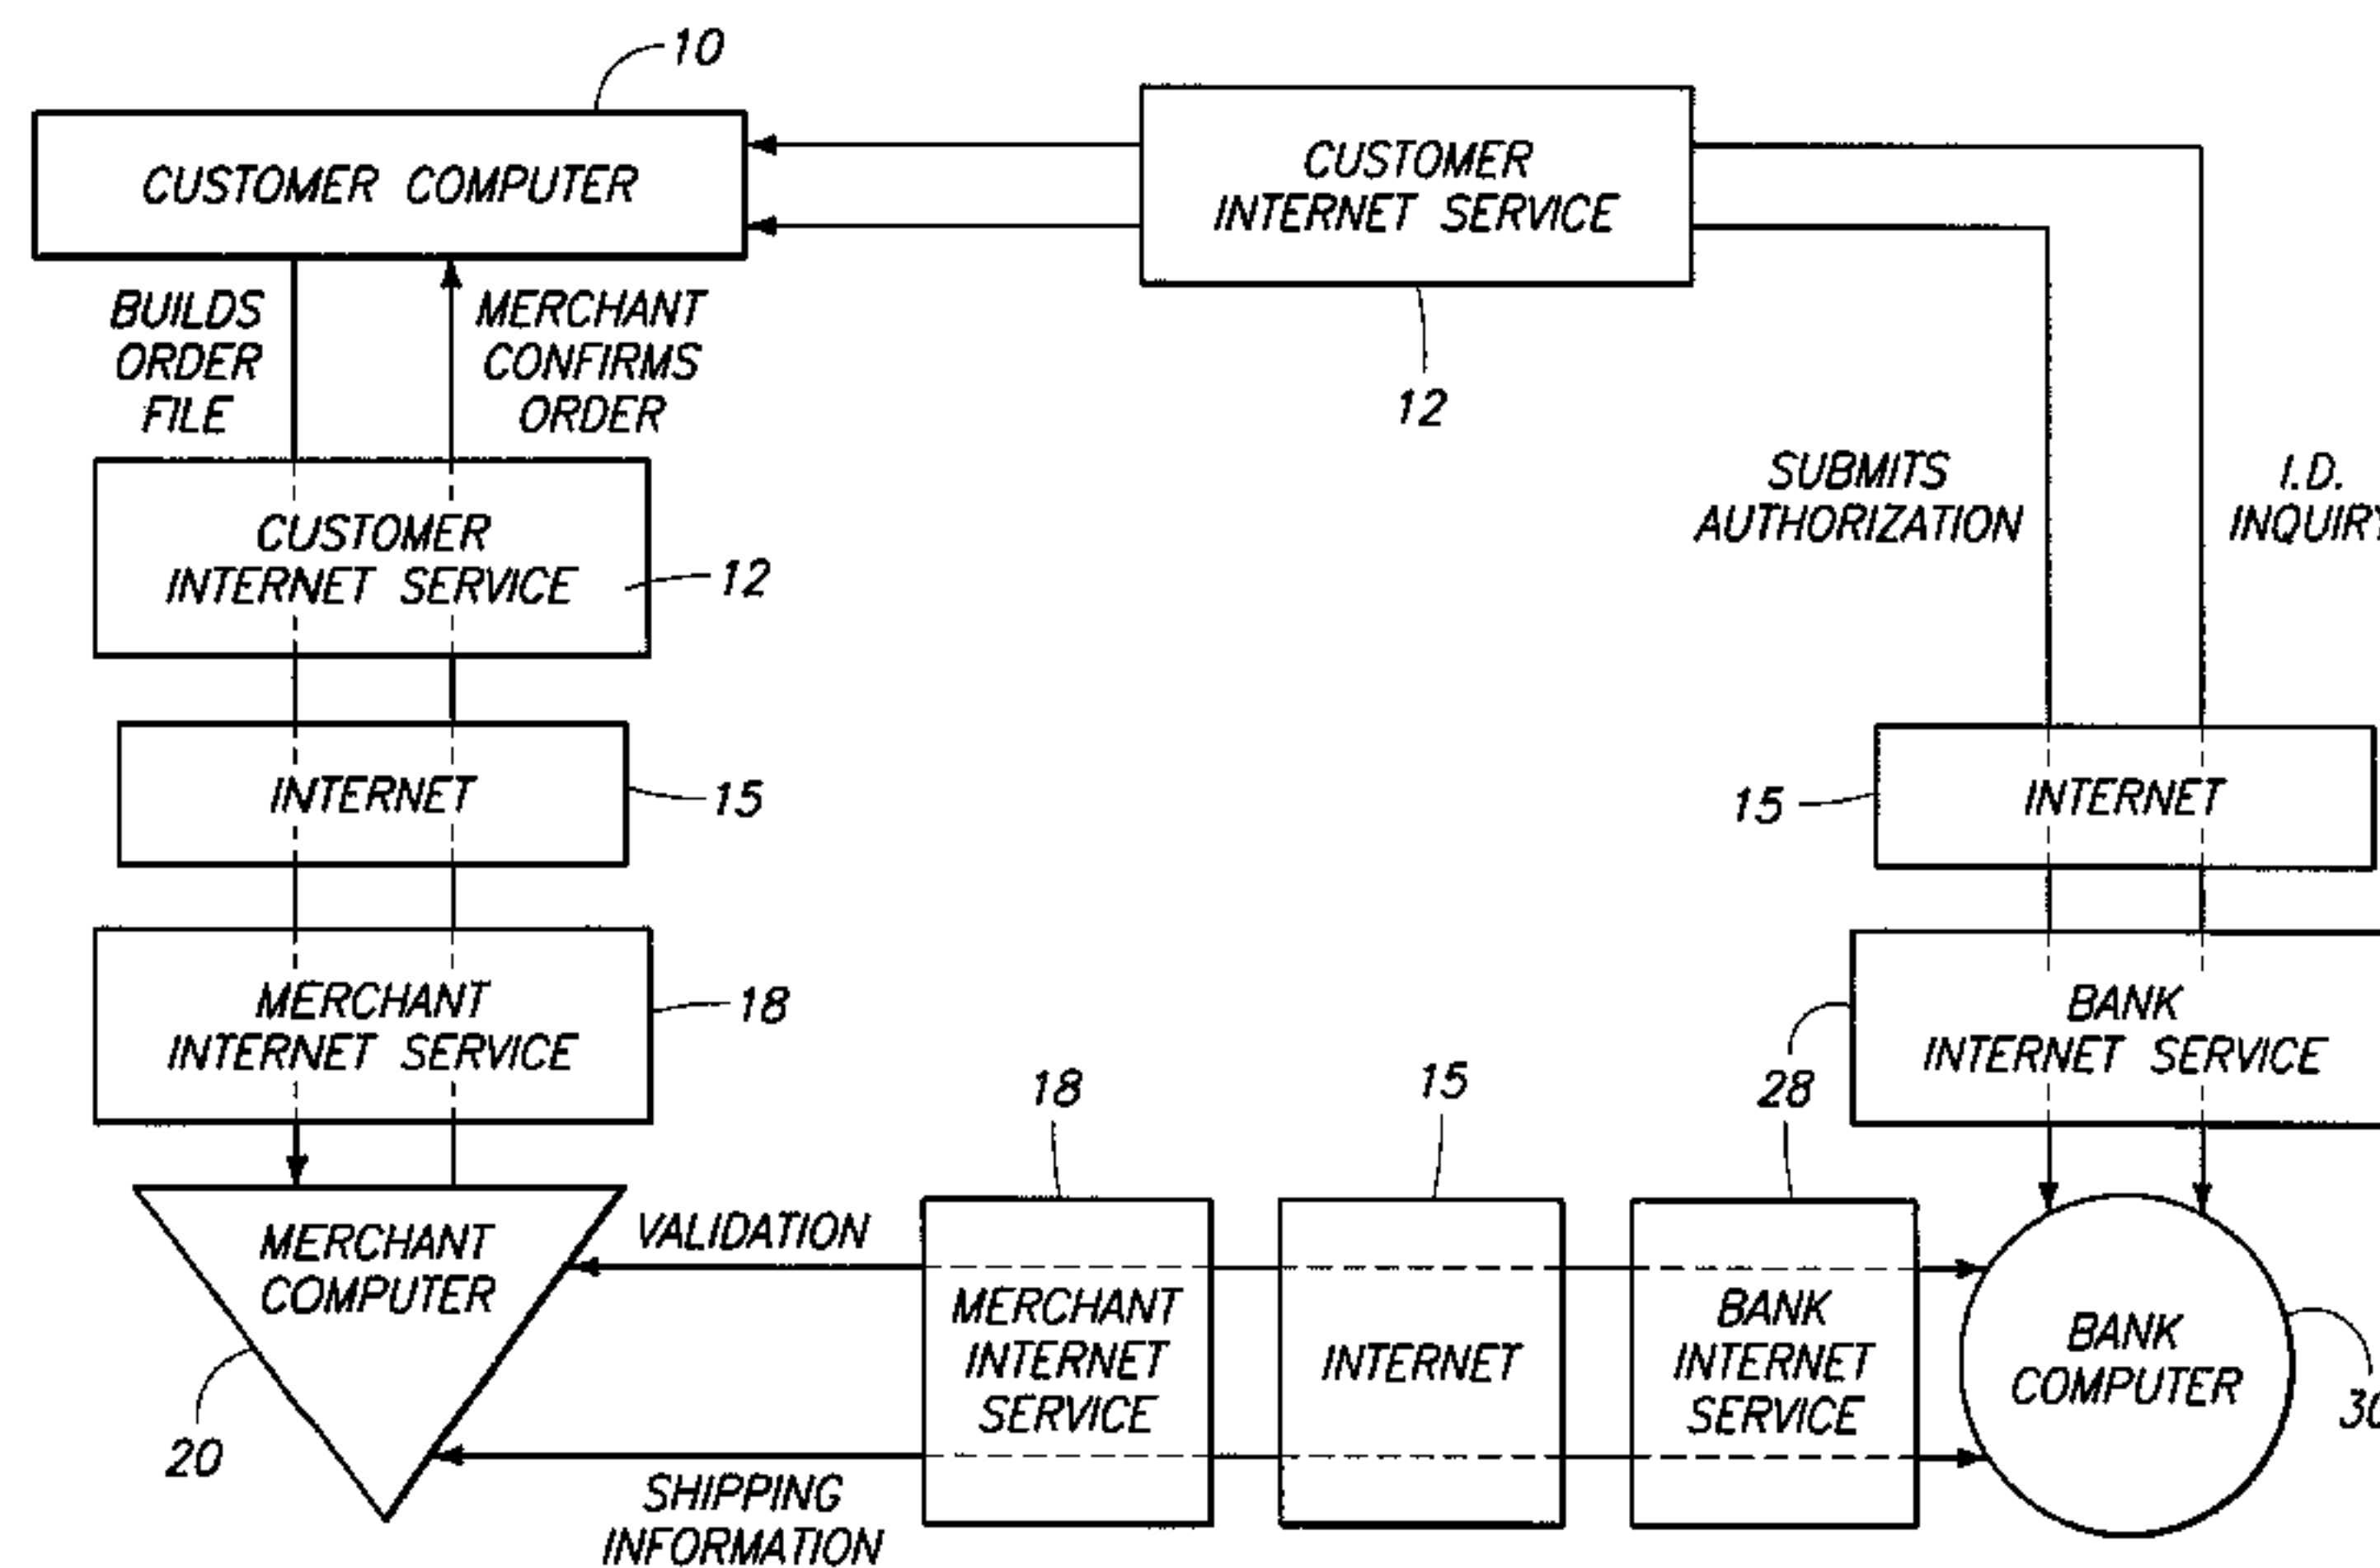 10
CUSTOMER COMPUTER
CUSTOMER
INTERNET SERVICE
12
BUILDS
ORDER
FILE
MERCHANT
CONFIRMS
ORDER
SUBMITS
AUTHORIZATION
I.D.
INQUIRY
CUSTOMER
INTERNET SERVICE
12
INTERNET
15
15
INTERNET
MERCHANT
INTERNET SERVICE
18
28
BANK
INTERNET SERVICE
18
15
MERCHANT
COMPUTER
20
VALIDATION
SHIPPING
INFORMATION
MERCHANT
INTERNET
SERVICE
INTERNET
BANK
INTERNET
SERVICE
BANK
COMPUTER
30